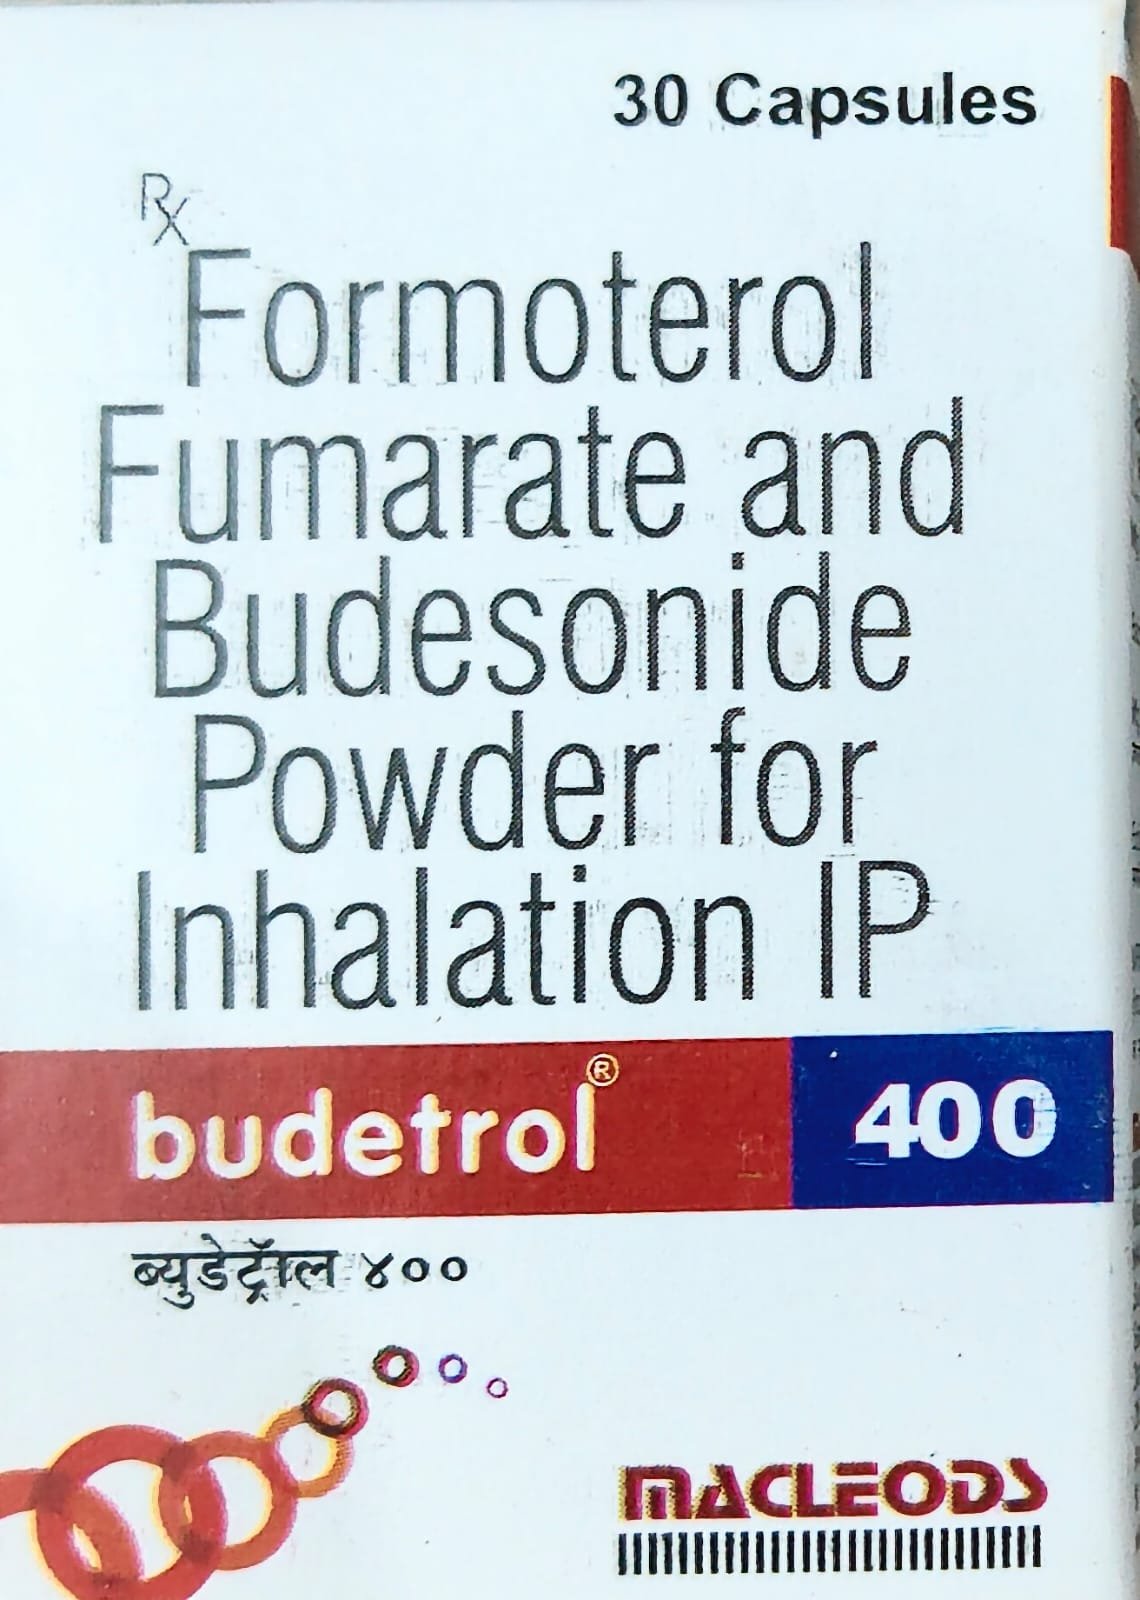 30 Capsules
Rx
Formoterol
Fumarate and
Budesonide
Powder for
Inhalation IP
budetrol® 400
ब्युडेट्रॉल ४००
MACLEODS